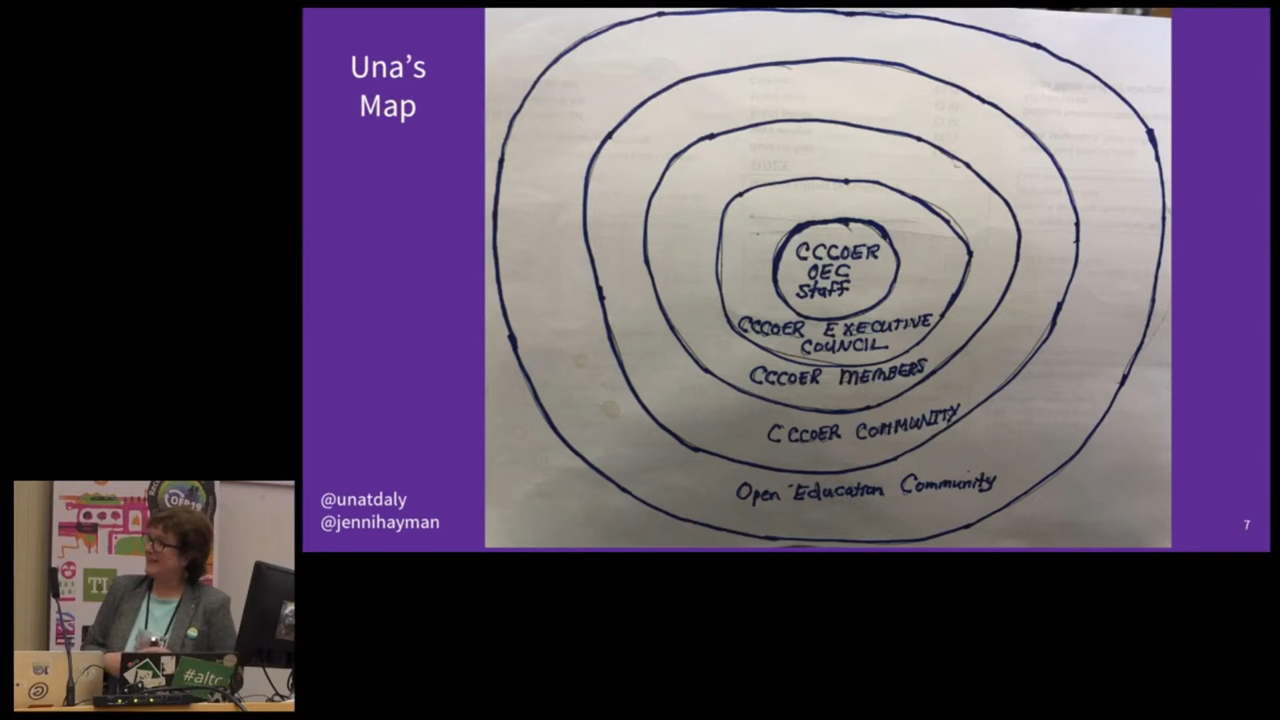 Una's
Map
CCCOER
OEC
Staff
CCCOER EXECUTIVE
COUNCIL
CCCOER MEMBERS
CCCOER COMMUNITY
Open Education Community
@unatdaly
@jennihayman
7
OER19
#altc